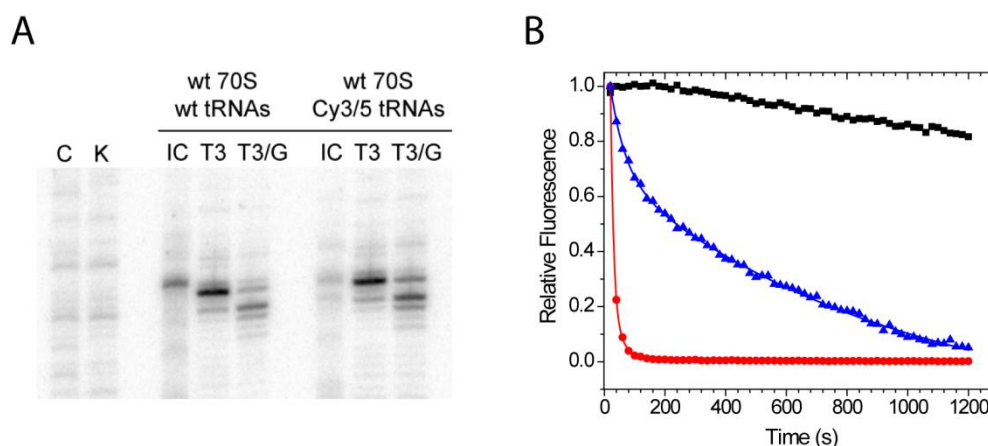 A
wt 70S wt 70S
wt tRNAs Cy3/5 tRNAs
C K IC T3 T3/G IC T3 T3/G
B
Relative Fluorescence
1.0
0.8
0.6
0.4
0.2
0.0
0 200 400 600 800 1000 1200
Time (s)